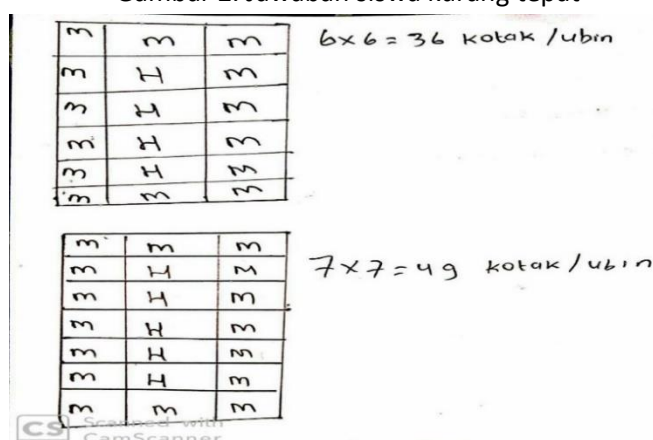 Gambar 2. Jawaban siswa kurang tepat
m m m 6x6 = 36 kotak /ubin
m H m
m H m
m H m
m H m
m m m
m m m
m H m 7x7 = 49 kotak / ubin
m H m
m H m
m H m
m H m
m m m
CS Scanned with
CamScanner